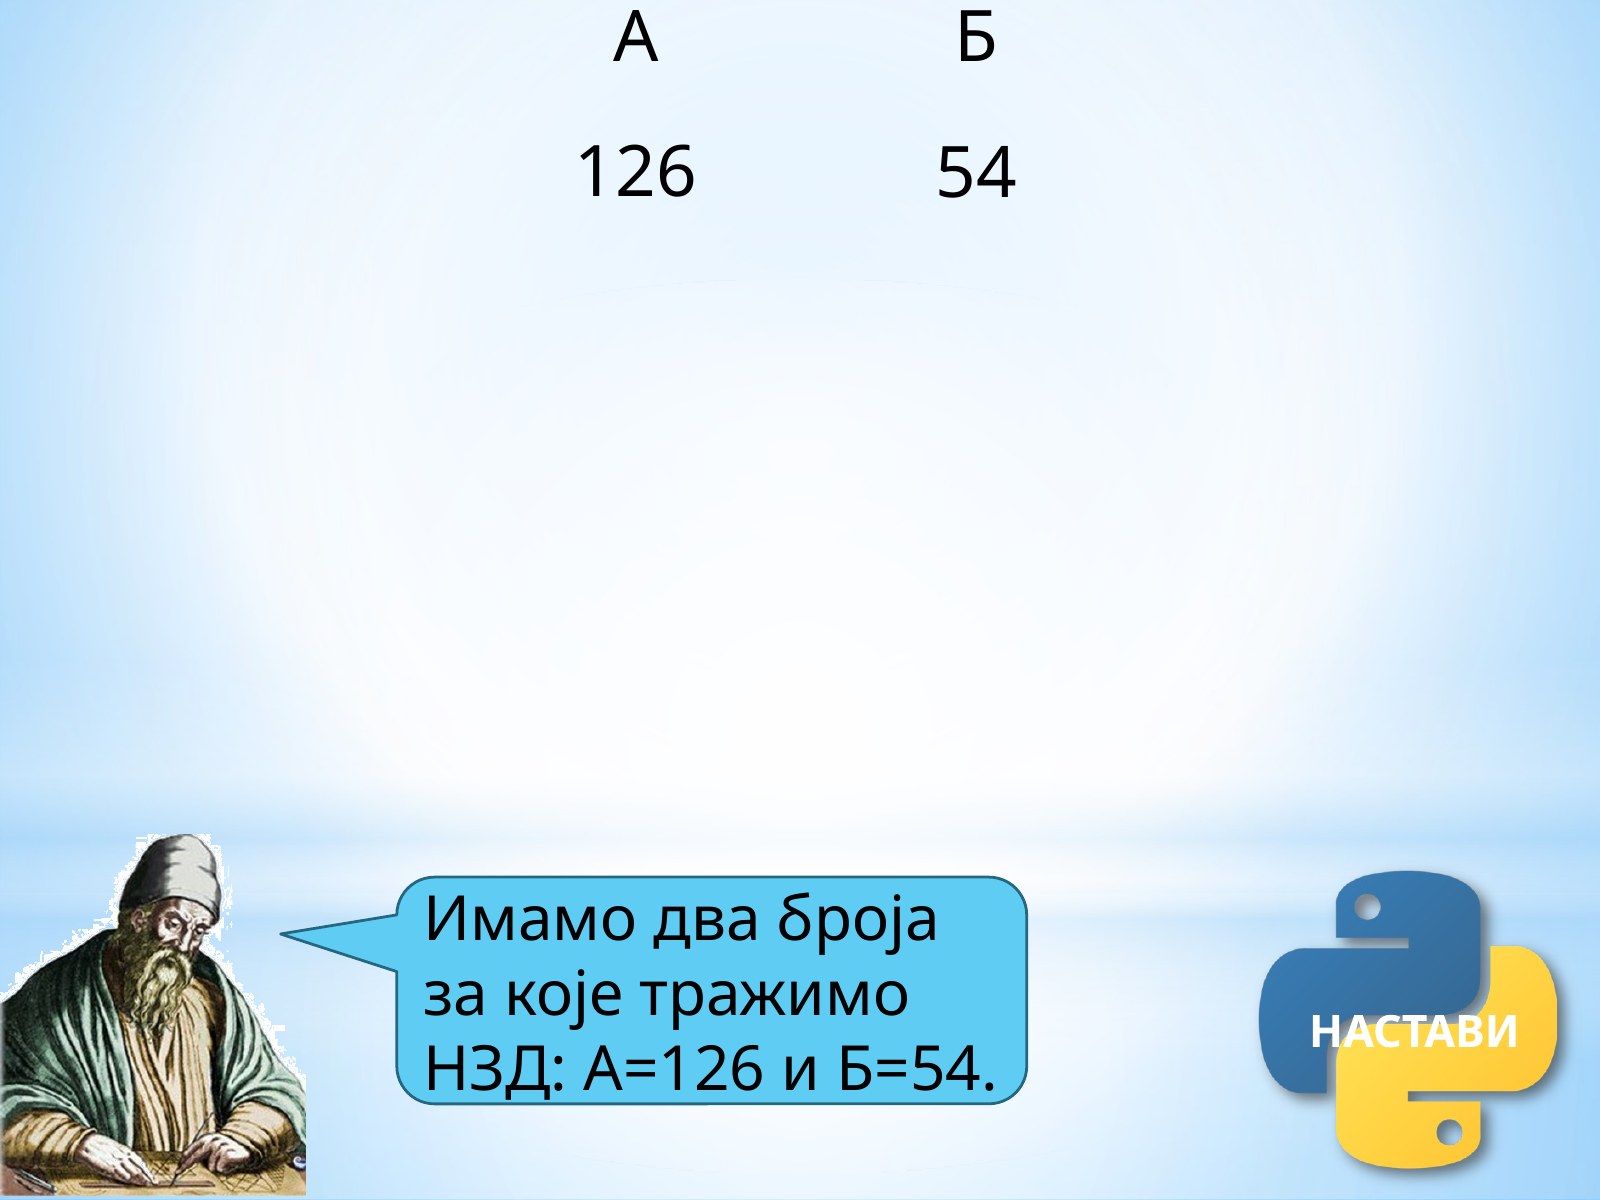 А Б
126 54
Имамо два броја
за које тражимо
НЗД: А=126 и Б=54.
НАСТАВИ